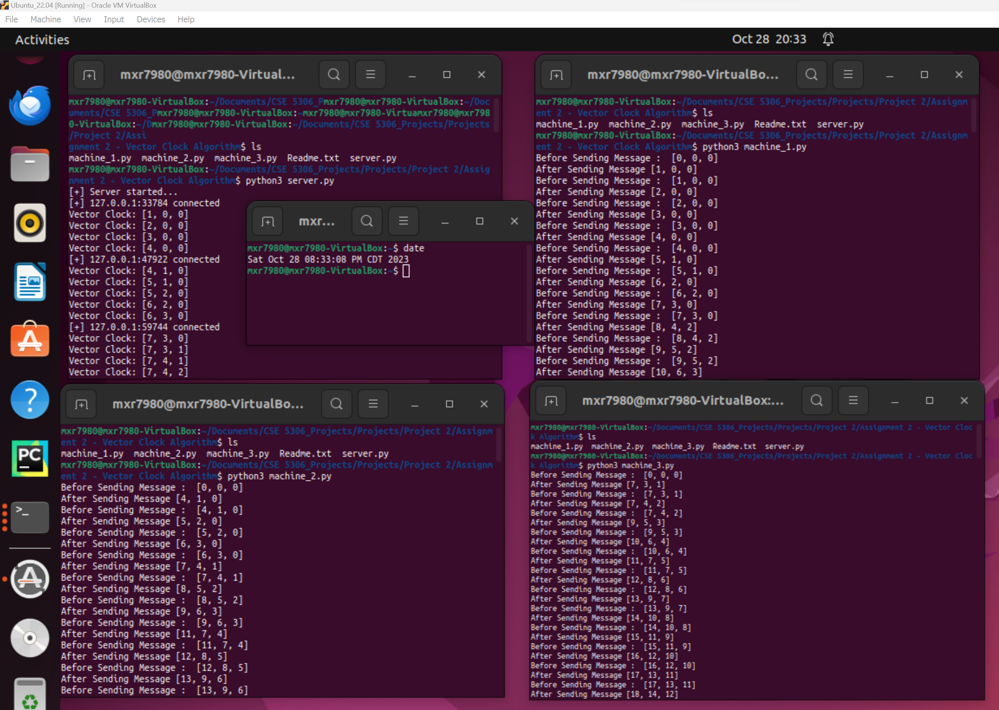 Ubuntu_22.04 [Running] - Oracle VM VirtualBox
File Machine View Input Devices Help
Activities
Oct 28 20:33
mxr7980@mxr7980-Virtual...
mxr7980@mxr7980-VirtualBox:~/Documents/CSE 5306_Pmxr7980@mxr7980-VirtualBox:~/Doc
uments/CSE 5306_Pmxr7980@mxr7980-VirtualBox:~mxr7980@mxr7980-Virtuamxr7980@mxr798
0-VirtualBox:~/Dmxr7980@mxr7980-VirtualBox:~/Documents/CSE 5306_Projects/Projects
/Project 2/Assi
gnment 2 - Vector Clock Algorithm$ ls
machine_1.py machine_2.py machine_3.py Readme.txt server.py
mxr7980@mxr7980-VirtualBox:~/Documents/CSE 5306_Projects/Projects/Project 2/Assig
nment 2 - Vector Clock Algorithm$ python3 server.py
[+] Server started...
[+] 127.0.0.1:33784 connected
Vector Clock: [1, 0, 0]
Vector Clock: [2, 0, 0]
Vector Clock: [3, 0, 0]
Vector Clock: [4, 0, 0]
[+] 127.0.0.1:47922 connected
Vector Clock: [4, 1, 0]
Vector Clock: [5, 1, 0]
Vector Clock: [5, 2, 0]
Vector Clock: [6, 2, 0]
Vector Clock: [6, 3, 0]
[+] 127.0.0.1:59744 connected
Vector Clock: [7, 3, 0]
Vector Clock: [7, 3, 1]
Vector Clock: [7, 4, 1]
Vector Clock: [7, 4, 2]
mxr...
mxr7980@mxr7980-VirtualBox:~$ date
Sat Oct 28 08:33:08 PM CDT 2023
mxr7980@mxr7980-VirtualBox:~$
mxr7980@mxr7980-VirtualBo...
mxr7980@mxr7980-VirtualBox:~/Documents/CSE 5306_Projects/Projects/Project 2/Assignm
ent 2 - Vector Clock Algorithm$ ls
machine_1.py machine_2.py machine_3.py Readme.txt server.py
mxr7980@mxr7980-VirtualBox:~/Documents/CSE 5306_Projects/Projects/Project 2/Assignm
ent 2 - Vector Clock Algorithm$ python3 machine_1.py
Before Sending Message : [0, 0, 0]
After Sending Message [1, 0, 0]
Before Sending Message : [1, 0, 0]
After Sending Message [2, 0, 0]
Before Sending Message : [2, 0, 0]
After Sending Message [3, 0, 0]
Before Sending Message : [3, 0, 0]
After Sending Message [4, 0, 0]
Before Sending Message : [4, 0, 0]
After Sending Message [5, 1, 0]
Before Sending Message : [5, 1, 0]
After Sending Message [6, 2, 0]
Before Sending Message : [6, 2, 0]
After Sending Message [7, 3, 0]
Before Sending Message : [7, 3, 0]
After Sending Message [8, 4, 2]
Before Sending Message : [8, 4, 2]
After Sending Message [9, 5, 2]
Before Sending Message : [9, 5, 2]
After Sending Message [10, 6, 3]
mxr7980@mxr7980-VirtualBo...
mxr7980@mxr7980-VirtualBox:~/Documents/CSE 5306_Projects/Projects/Project 2/Assignm
ent 2 - Vector Clock Algorithm$ ls
machine_1.py machine_2.py machine_3.py Readme.txt server.py
mxr7980@mxr7980-VirtualBox:~/Documents/CSE 5306_Projects/Projects/Project 2/Assignm
ent 2 - Vector Clock Algorithm$ python3 machine_2.py
Before Sending Message : [0, 0, 0]
After Sending Message [4, 1, 0]
Before Sending Message : [4, 1, 0]
After Sending Message [5, 2, 0]
Before Sending Message : [5, 2, 0]
After Sending Message [6, 3, 0]
Before Sending Message : [6, 3, 0]
After Sending Message [7, 4, 1]
Before Sending Message : [7, 4, 1]
After Sending Message [8, 5, 2]
Before Sending Message : [8, 5, 2]
After Sending Message [9, 6, 3]
Before Sending Message : [9, 6, 3]
After Sending Message [11, 7, 4]
Before Sending Message : [11, 7, 4]
After Sending Message [12, 8, 5]
Before Sending Message : [12, 8, 5]
After Sending Message [13, 9, 6]
Before Sending Message : [13, 9, 6]
mxr7980@mxr7980-VirtualBox:...
mxr7980@mxr7980-VirtualBox:~/Documents/CSE 5306_Projects/Projects/Project 2/Assignment 2 - Vector Cloc
k Algorithm$ ls
machine_1.py machine_2.py machine_3.py Readme.txt server.py
mxr7980@mxr7980-VirtualBox:~/Documents/CSE 5306_Projects/Projects/Project 2/Assignment 2 - Vector Cloc
k Algorithm$ python3 machine_3.py
Before Sending Message : [0, 0, 0]
After Sending Message [7, 3, 1]
Before Sending Message : [7, 3, 1]
After Sending Message [7, 4, 2]
Before Sending Message : [7, 4, 2]
After Sending Message [9, 5, 3]
Before Sending Message : [9, 5, 3]
After Sending Message [10, 6, 4]
Before Sending Message : [10, 6, 4]
After Sending Message [11, 7, 5]
Before Sending Message : [11, 7, 5]
After Sending Message [12, 8, 6]
Before Sending Message : [12, 8, 6]
After Sending Message [13, 9, 7]
Before Sending Message : [13, 9, 7]
After Sending Message [14, 10, 8]
Before Sending Message : [14, 10, 8]
After Sending Message [15, 11, 9]
Before Sending Message : [15, 11, 9]
After Sending Message [16, 12, 10]
Before Sending Message : [16, 12, 10]
After Sending Message [17, 13, 11]
Before Sending Message : [17, 13, 11]
After Sending Message [18, 14, 12]
PC